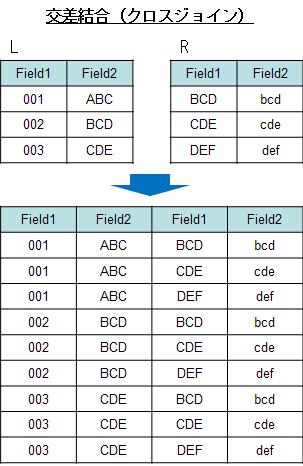 交差結合（クロスジョイン）
L R
Field1 Field2 Field1 Field2
001 ABC BCD bcd
002 BCD CDE cde
003 CDE DEF def
Field1 Field2 Field1 Field2
001 ABC BCD bcd
001 ABC CDE cde
001 ABC DEF def
002 BCD BCD bcd
002 BCD CDE cde
002 BCD DEF def
003 CDE BCD bcd
003 CDE CDE cde
003 CDE DEF def